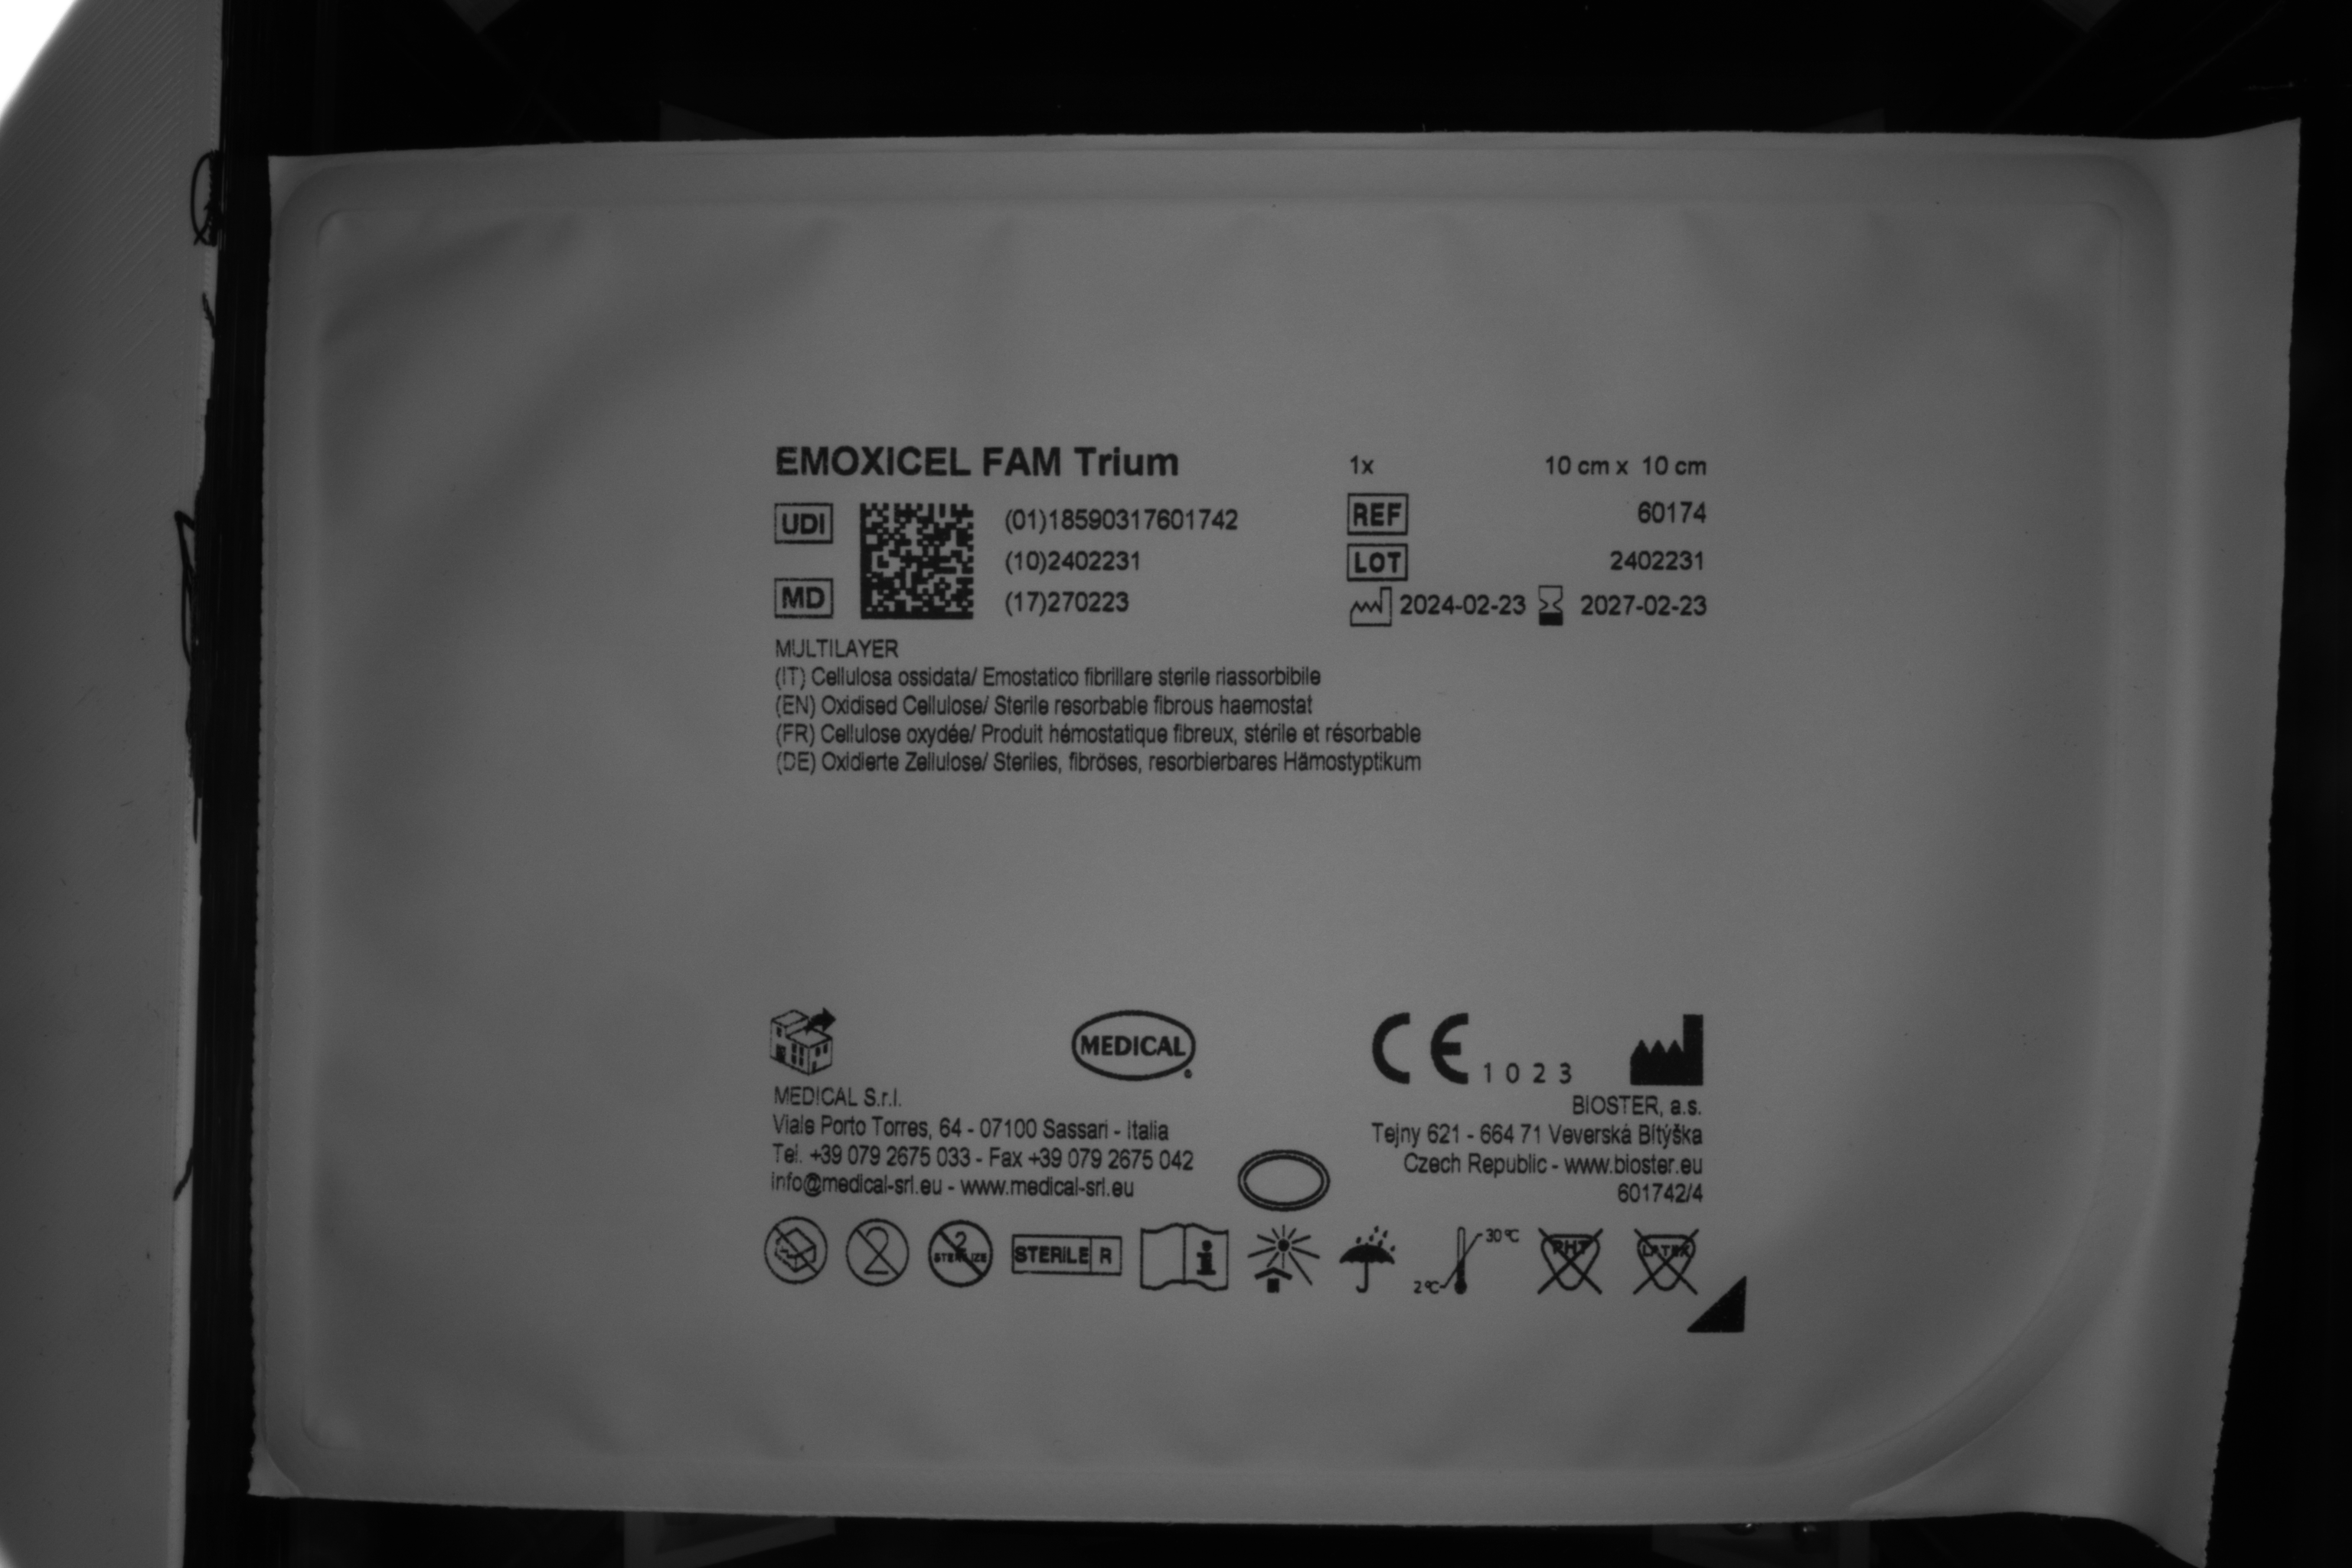 EMOXICEL FAM Trium
1x 10 cm x 10 cm
UDI
(01)18590317601742
(10)2402231
(17)270223
MD
REF 60174
LOT 2402231
2024-02-23 2027-02-23
MULTILAYER
(IT) Cellulosa ossidata/ Emostatico fibrillare sterile riassorbibile
(EN) Oxidised Cellulose/ Sterile resorbable fibrous haemostat
(FR) Cellulose oxydée/ Produit hémostatique fibreux, stérile et résorbable
(DE) Oxidierte Zellulose/ Steriles, fibröses, resorbierbares Hämostyptikum
MEDICAL
CE 1023
MEDICAL S.r.l.
Viale Porto Torres, 64 - 07100 Sassari - Italia
Tel. +39 079 2675 033 - Fax +39 079 2675 042
info@medical-srl.eu - www.medical-srl.eu
BIOSTER, a.s.
Tejny 621 - 664 71 Veverská Bítýška
Czech Republic - www.bioster.eu
601742/4
2
2 STERILIZE
STERILE R
i
2 °C 30 °C
PHT
LATEX